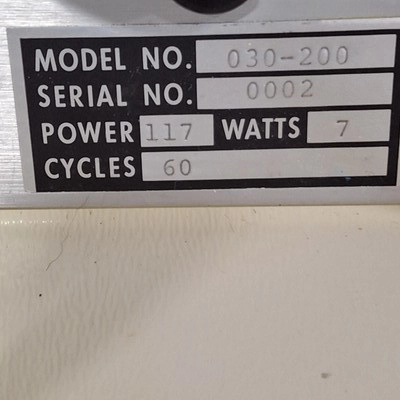 MODEL NO. 030-200
SERIAL NO. 0002
POWER 117 WATTS 7
CYCLES 60